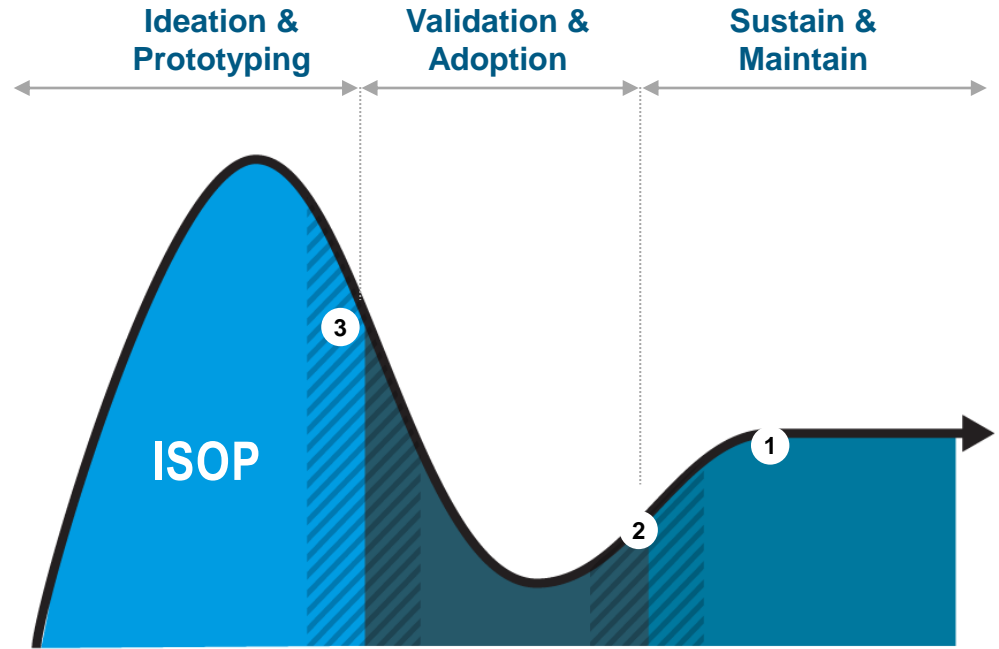 Ideation &
Prototyping
Validation &
Adoption
Sustain &
Maintain
3
ISOP
1
2